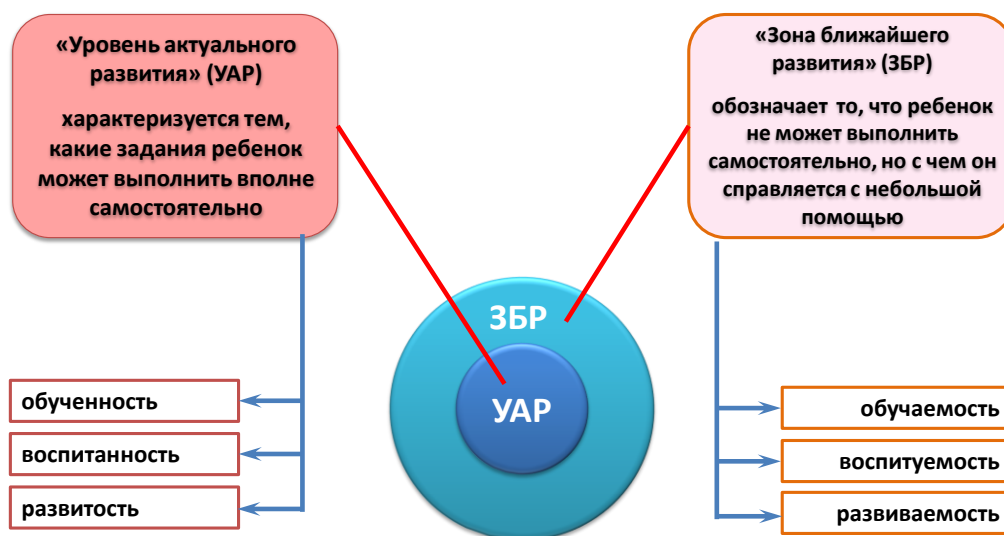 «Уровень актуального
развития» (УАР)
характеризуется тем,
какие задания ребенок
может выполнить вполне
самостоятельно
«Зона ближайшего
развития» (ЗБР)
обозначает то, что ребенок
не может выполнить
самостоятельно, но с чем он
справляется с небольшой
помощью
ЗБР
УАР
обученность
воспитанность
развитость
обучаемость
воспитуемость
развиваемость